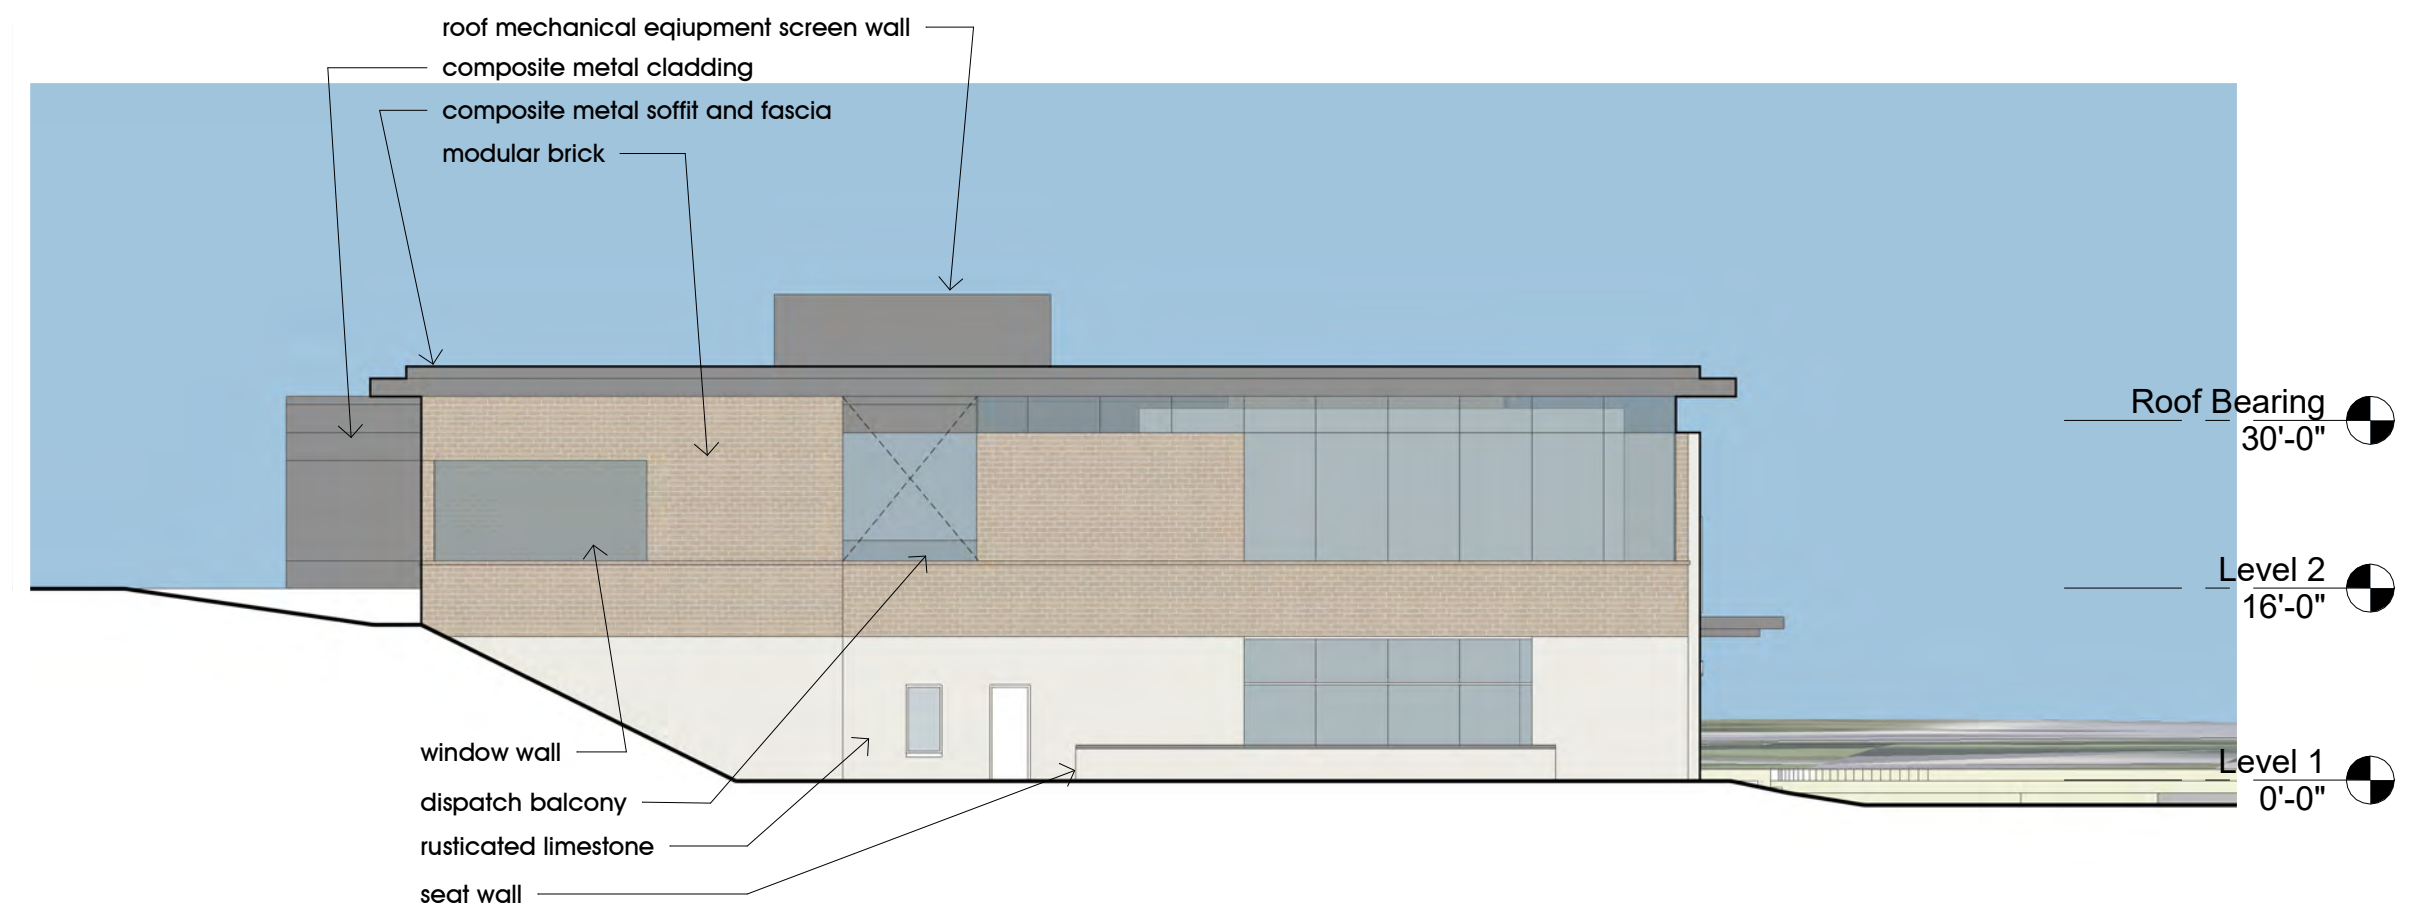 roof mechanical eqiupment screen wall
composite metal cladding
composite metal soffit and fascia
modular brick
Roof Bearing
30'-0"
Level 2
16'-0"
Level 1
0'-0"
window wall
dispatch balcony
rusticated limestone
seat wall